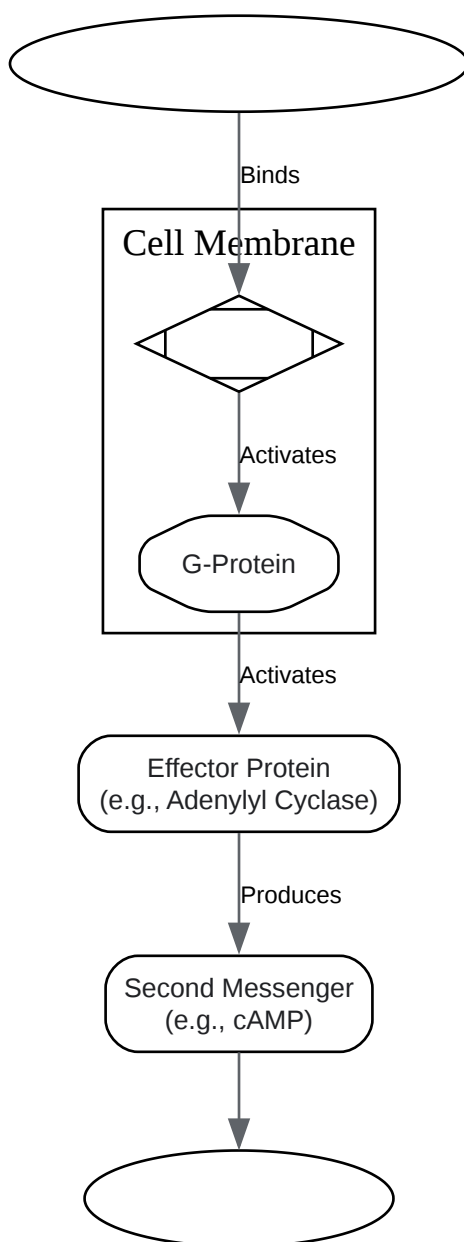 Binds
Cell Membrane
Activates
G-Protein
Activates
Effector Protein
(e.g., Adenylyl Cyclase)
Produces
Second Messenger
(e.g., cAMP)